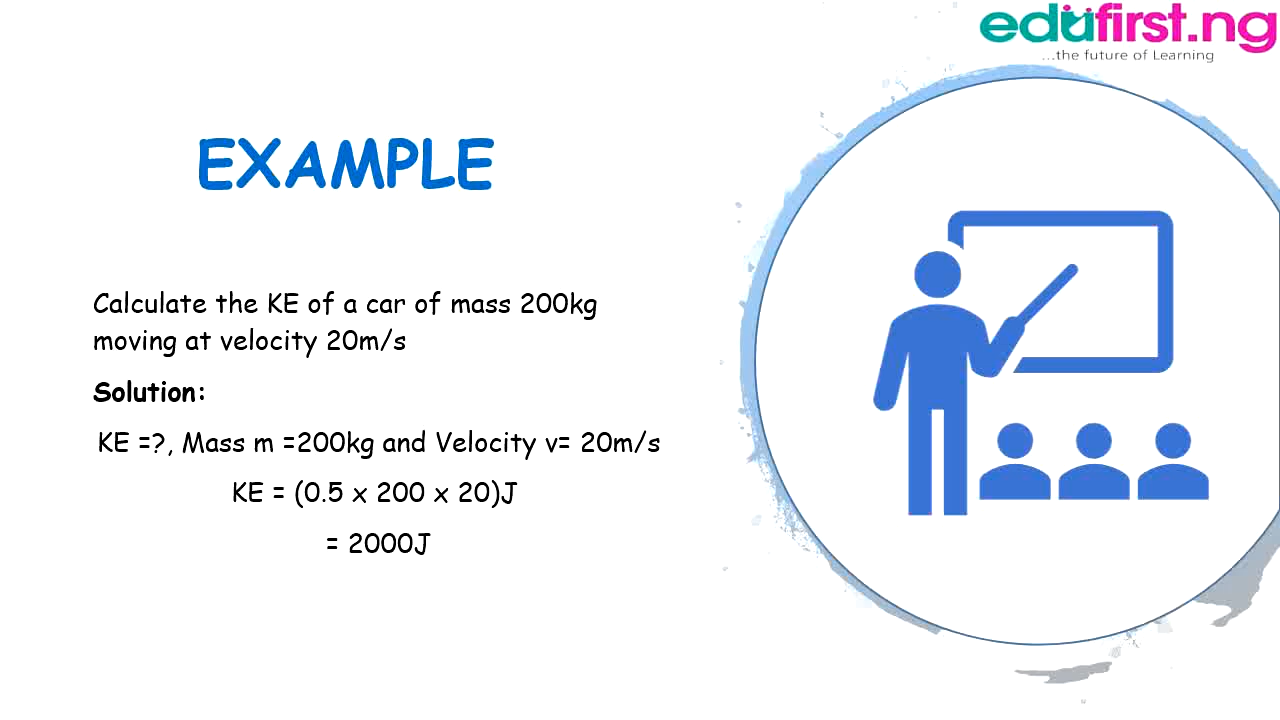 edufirst.ng
...the future of Learning
EXAMPLE
Calculate the KE of a car of mass 200kg
moving at velocity 20m/s
Solution:
KE =?, Mass m =200kg and Velocity v= 20m/s
KE = (0.5 x 200 x 20)J
= 2000J